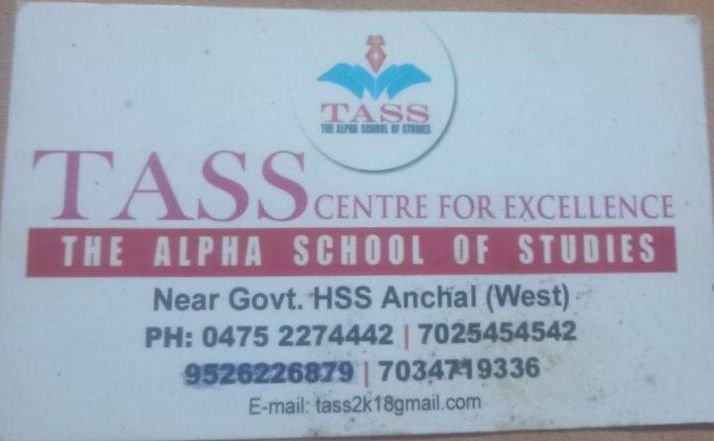 TASS
THE ALPHA SCHOOL OF STUDIES
TASS CENTRE FOR EXCELLENCE
THE ALPHA SCHOOL OF STUDIES
Near Govt. HSS Anchal (West)
PH: 0475 2274442 | 7025454542
9526226879 | 7034719336
E-mail: tass2k18gmail.com